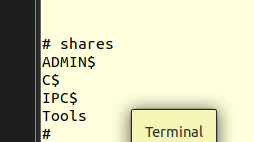 # shares
ADMIN$
C$
IPC$
Tools
#
Terminal